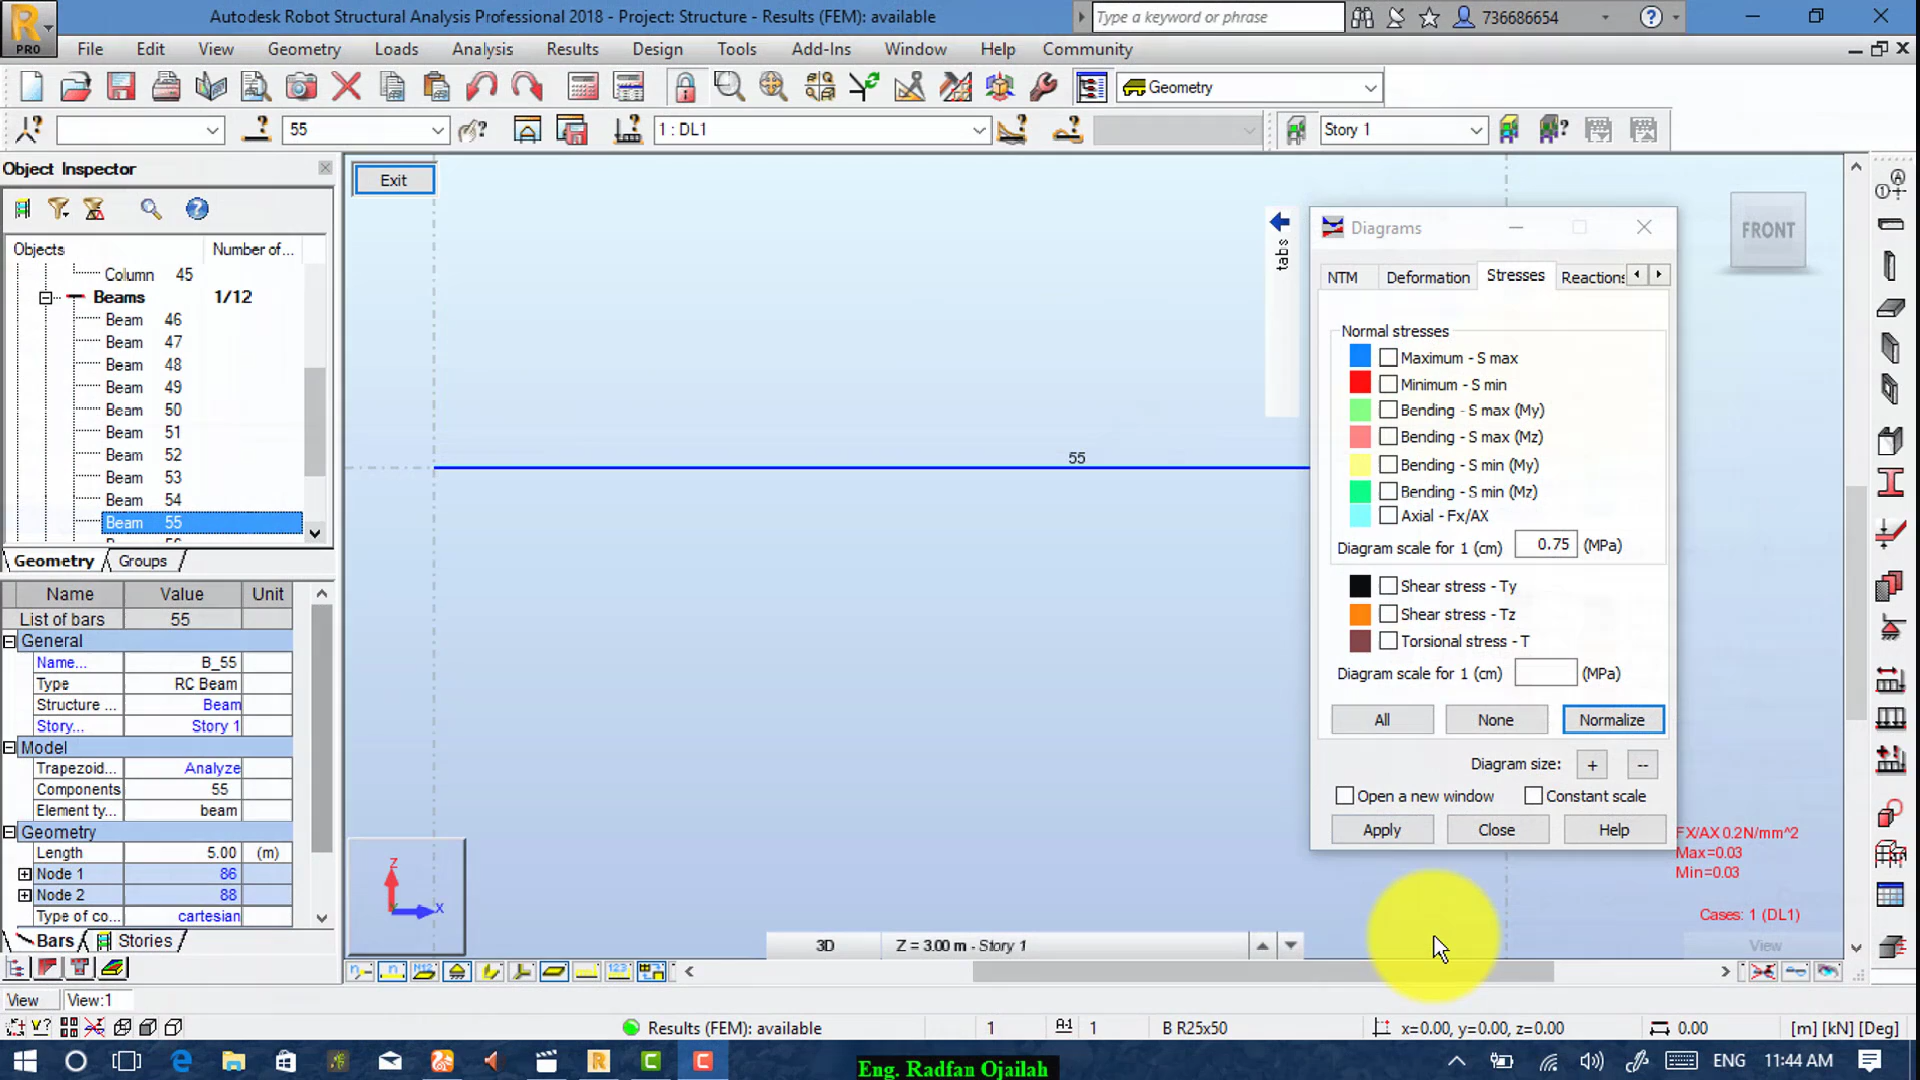 Autodesk Robot Structural Analysis Professional 2018 - Project: Structure - Results (FEM): available
Type a keyword or phrase
736686654
PRO
File Edit View Geometry Loads Analysis Results Design Tools Add-Ins Window Help Community
Geometry
55
1 : DL1
Story 1
Object Inspector
Exit
Objects Number of...
Column 45
Beams 1/12
Beam 46
Beam 47
Beam 48
Beam 49
Beam 50
Beam 51
Beam 52
Beam 53
Beam 54
Beam 55
Geometry Groups
Name Value Unit
List of bars 55
General
Name... B_55
Type RC Beam
Structure ... Beam
Story... Story 1
Model
Trapezoid... Analyze
Components 55
Element ty... beam
Geometry
Length 5.00 (m)
Node 1 86
Node 2 88
Type of co... cartesian
Bars Stories
55
tabs
FRONT
Diagrams
NTM Deformation Stresses Reactions
Normal stresses
Maximum - S max
Minimum - S min
Bending - S max (My)
Bending - S max (Mz)
Bending - S min (My)
Bending - S min (Mz)
Axial - Fx/AX
Diagram scale for 1 (cm) 0.75 (MPa)
Shear stress - Ty
Shear stress - Tz
Torsional stress - T
Diagram scale for 1 (cm) (MPa)
All None Normalize
Diagram size: + --
Open a new window Constant scale
Apply Close Help
FX/AX 0.2N/mm^2
Max=0.03
Min=0.03
Cases: 1 (DL1)
Z
X
3D Z = 3.00 m - Story 1
View
View View:1
Results (FEM): available 1 1 B R25x50 x=0.00, y=0.00, z=0.00 0.00 [m] [kN] [Deg]
Eng. Radfan Ojailah
ENG 11:44 AM